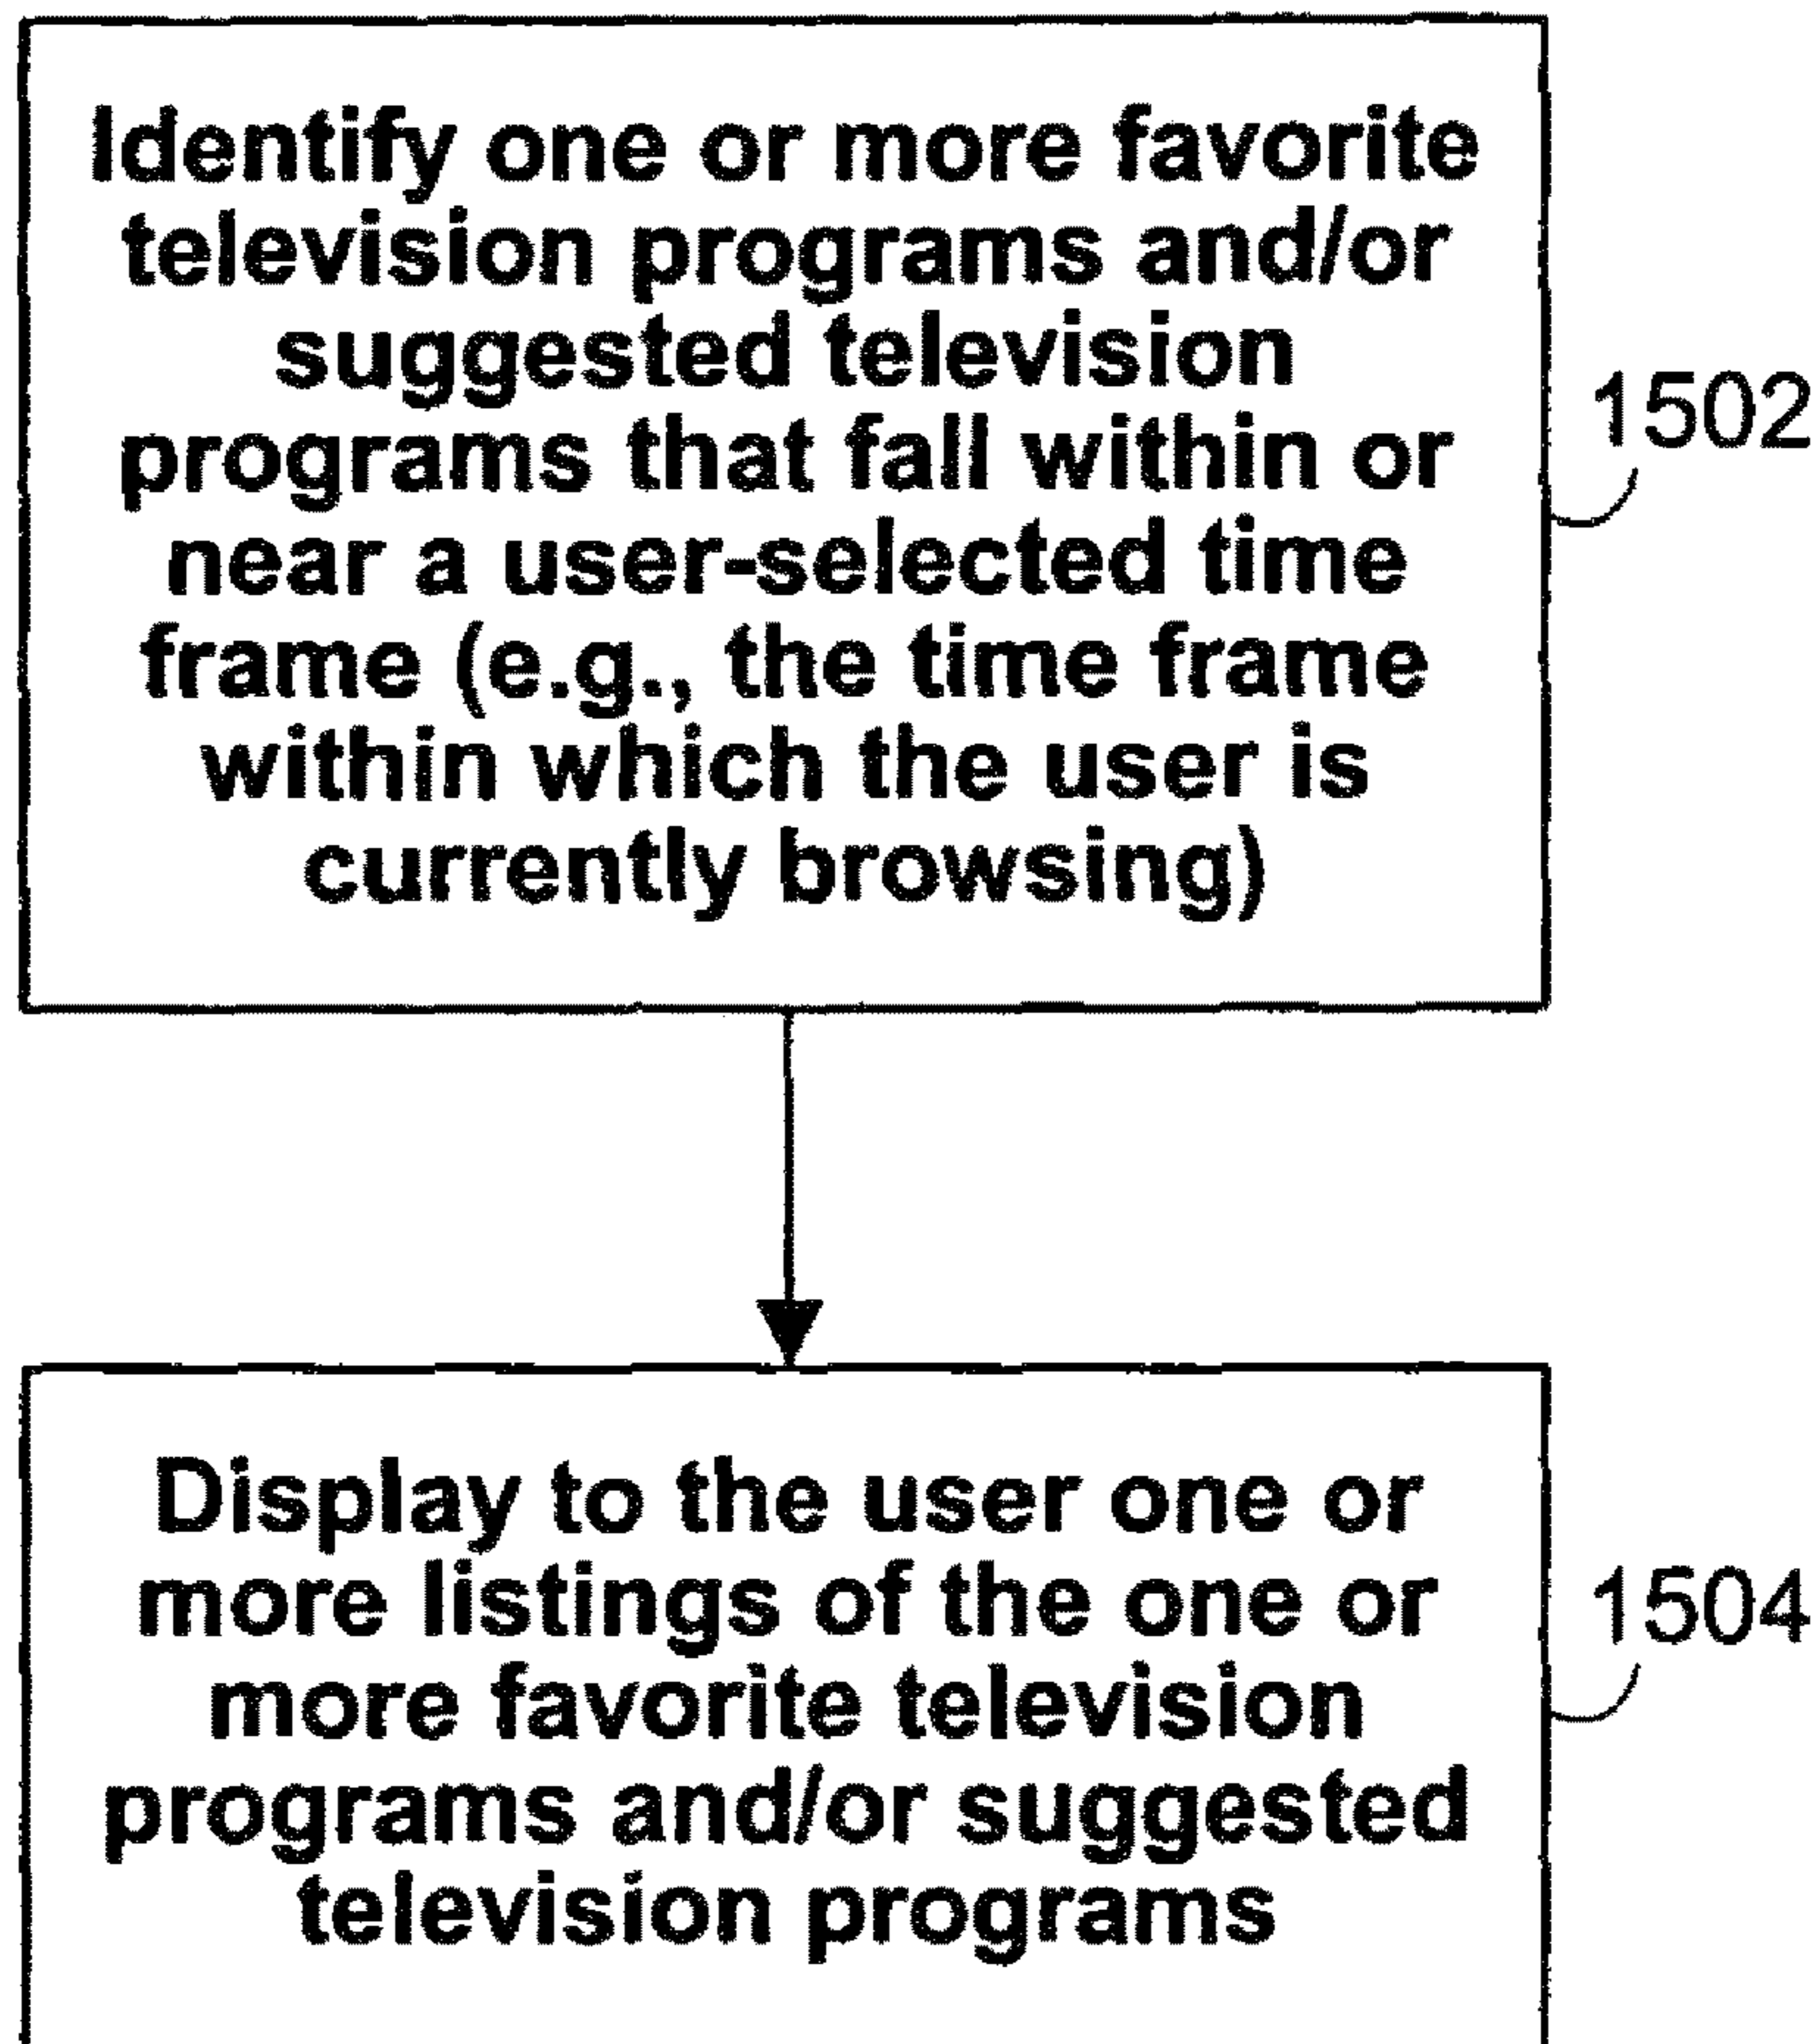 Identify one or more favorite
television programs and/or
suggested television
programs that fall within or
near a user-selected time
frame (e.g., the time frame
within which the user is
currently browsing)
1502
Display to the user one or
more listings of the one or
more favorite television
programs and/or suggested
television programs
1504